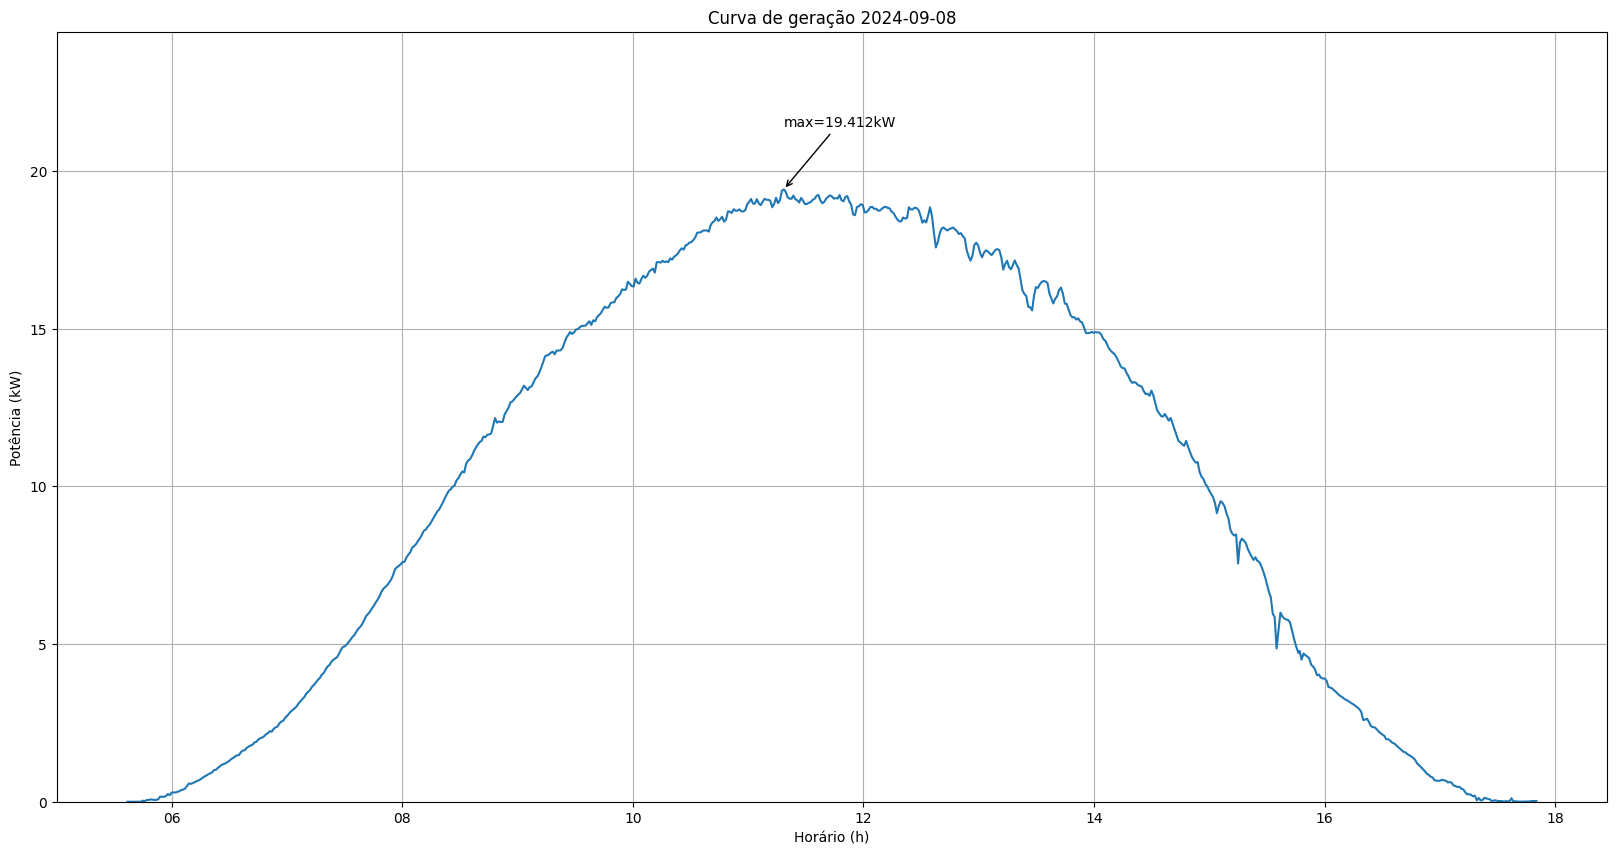 Curva de geração 2024-09-08
max=19.412kW
Potência (kW)
20
15
10
5
0
06 08 10 12 14 16 18
Horário (h)